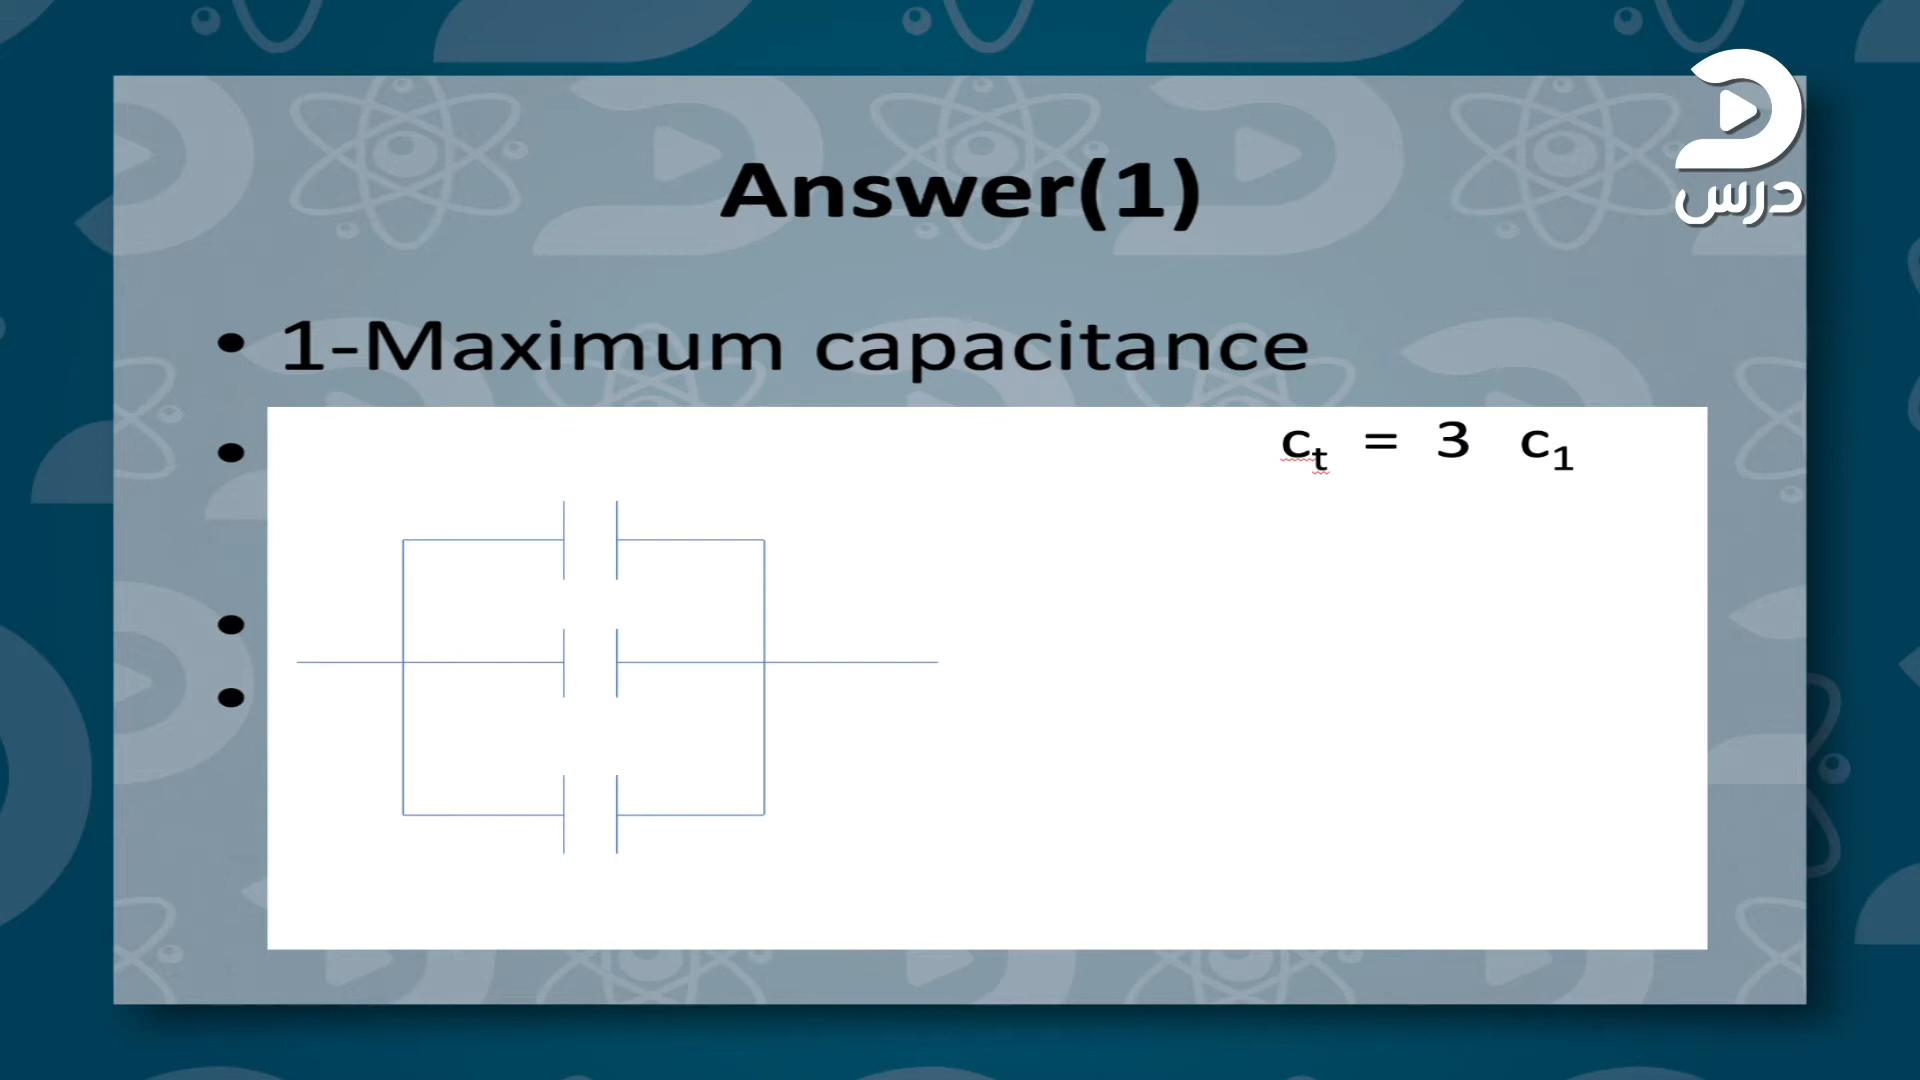 درس
Answer(1)
• 1-Maximum capacitance
•
cₜ = 3 c₁
•
•